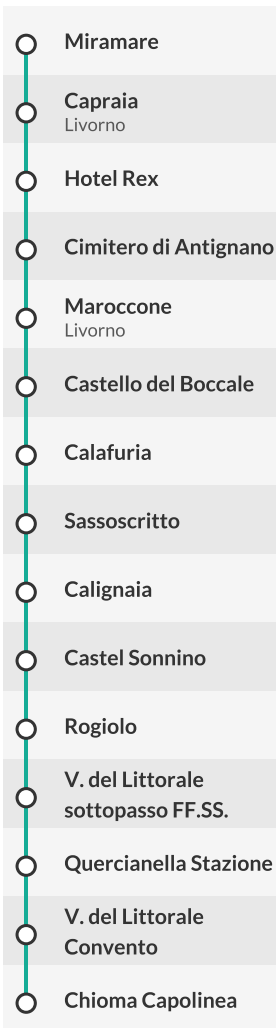 Miramare
Capraia
Livorno
Hotel Rex
Cimitero di Antignano
Maroccone
Livorno
Castello del Boccale
Calafuria
Sassoscritto
Calignaia
Castel Sonnino
Rogiolo
V. del Littorale
sottopasso FF.SS.
Quercianella Stazione
V. del Littorale
Convento
Chioma Capolinea